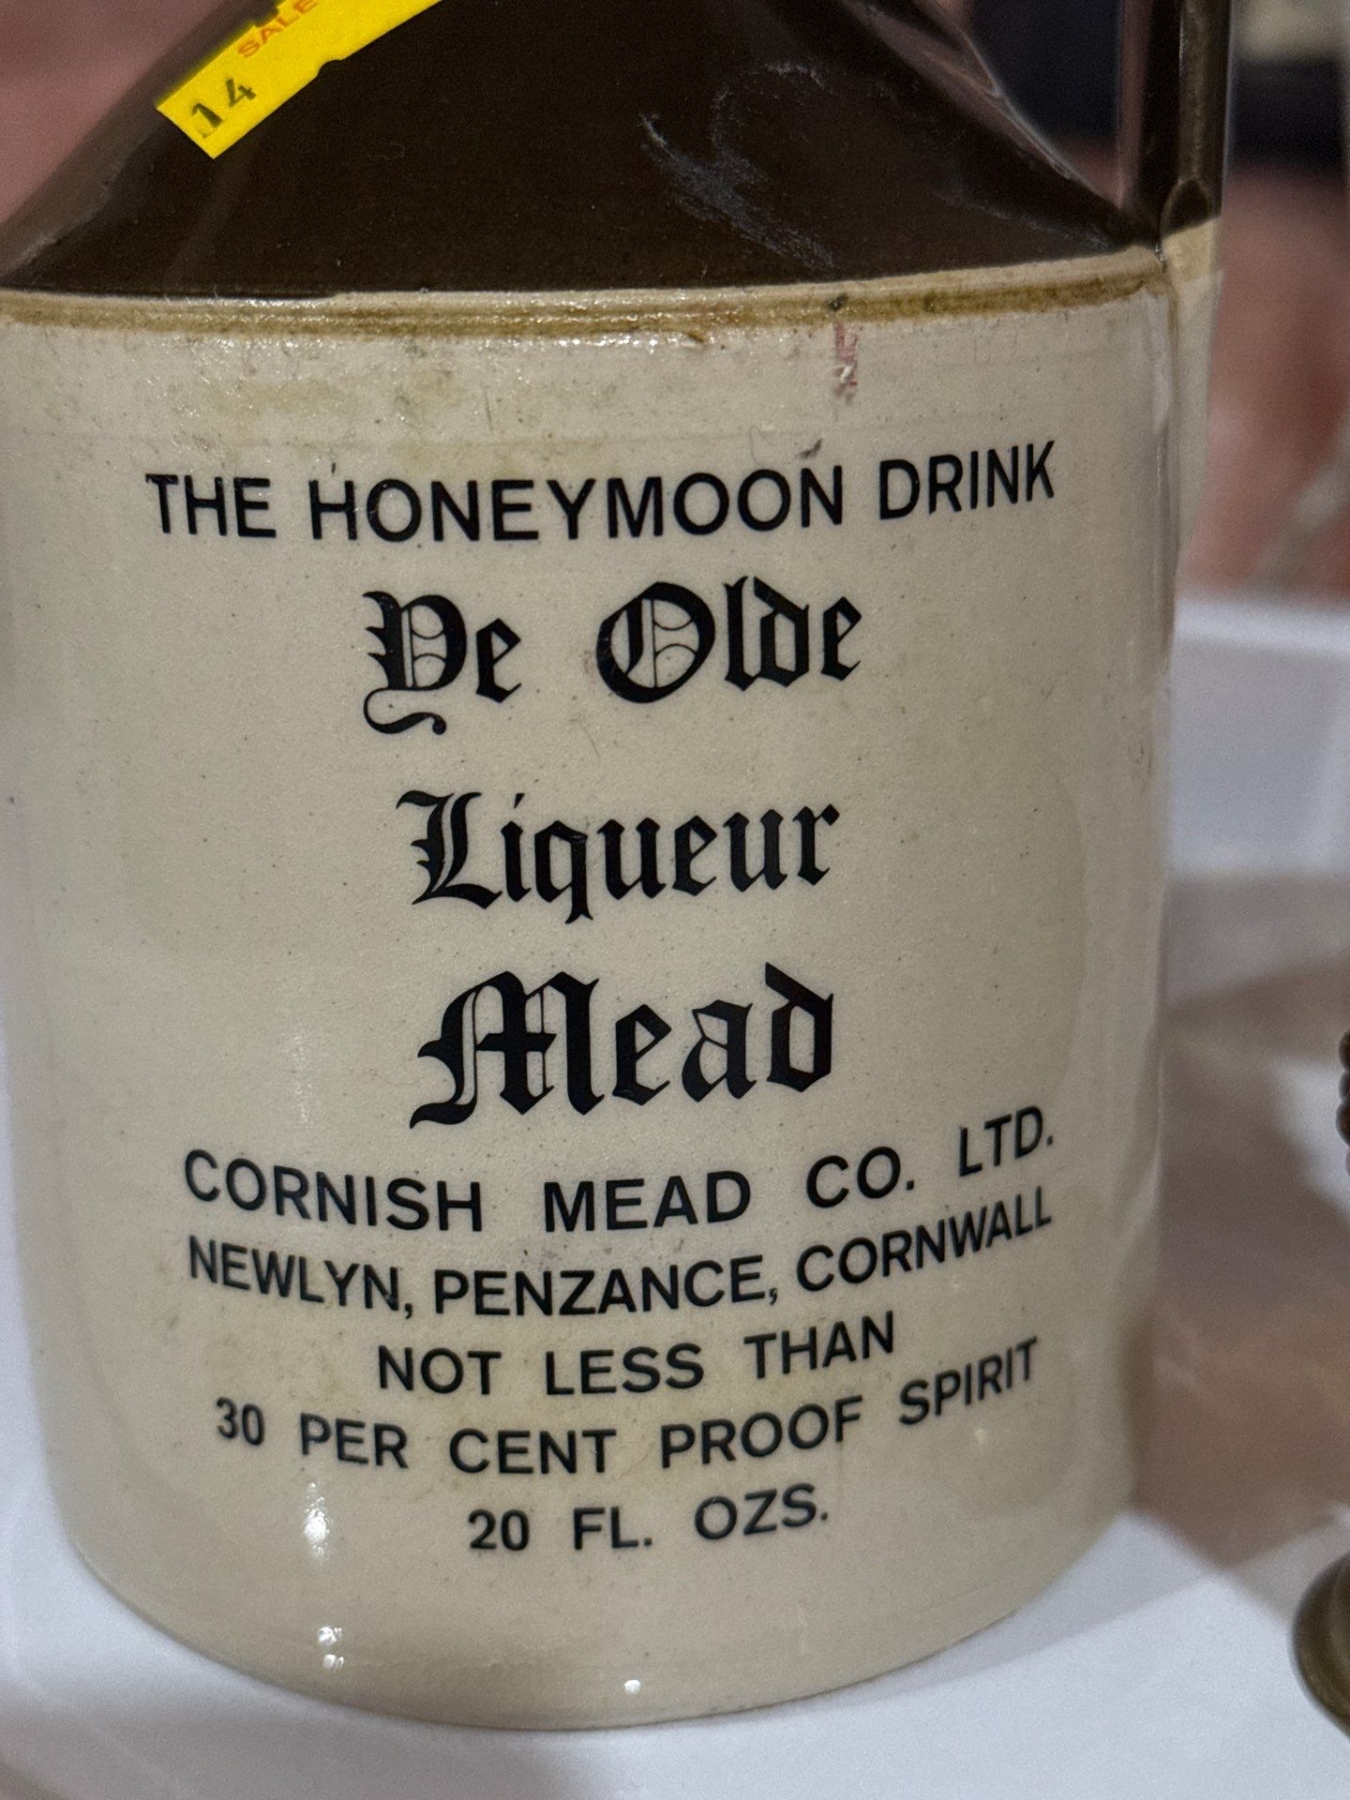 SALE
14
THE HONEYMOON DRINK
Ye Olde
Liqueur
Mead
CORNISH MEAD CO. LTD.
NEWLYN, PENZANCE, CORNWALL
NOT LESS THAN
30 PER CENT PROOF SPIRIT
20 FL. OZS.